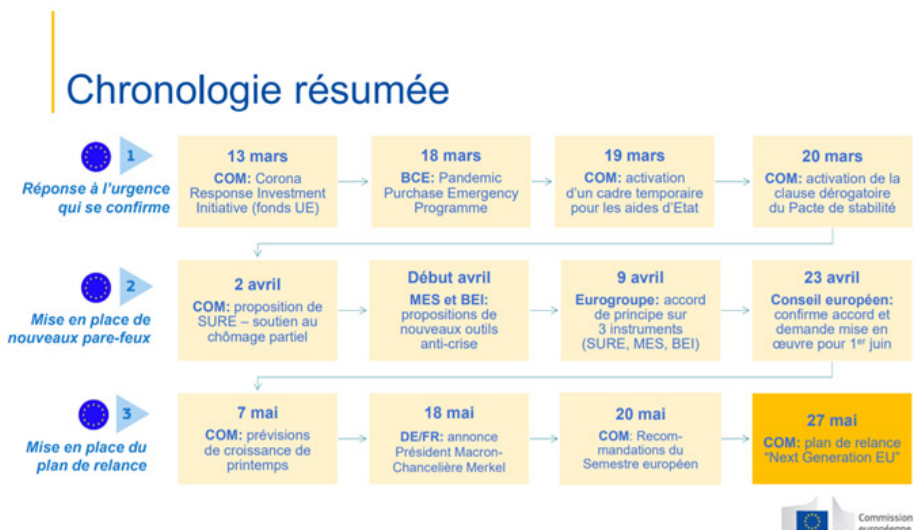 Chronologie résumée
1
Réponse à l'urgence
qui se confirme
13 mars
COM: Corona
Response Investment
Initiative (fonds UE)
18 mars
BCE: Pandemic
Purchase Emergency
Programme
19 mars
COM: activation
d'un cadre temporaire
pour les aides d'Etat
20 mars
COM: activation de la
clause dérogatoire
du Pacte de stabilité
2
Mise en place de
nouveaux pare-feux
2 avril
COM: proposition de
SURE – soutien au
chômage partiel
Début avril
MES et BEI:
propositions de
nouveaux outils
anti-crise
9 avril
Eurogroupe: accord
de principe sur
3 instruments
(SURE, MES, BEI)
23 avril
Conseil européen:
confirme accord et
demande mise en
œuvre pour 1er juin
3
Mise en place du
plan de relance
7 mai
COM: prévisions
de croissance de
printemps
18 mai
DE/FR: annonce
Président Macron-
Chancelière Merkel
20 mai
COM: Recom-
mandations du
Semestre européen
27 mai
COM: plan de relance
"Next Generation EU"
Commission
européenne